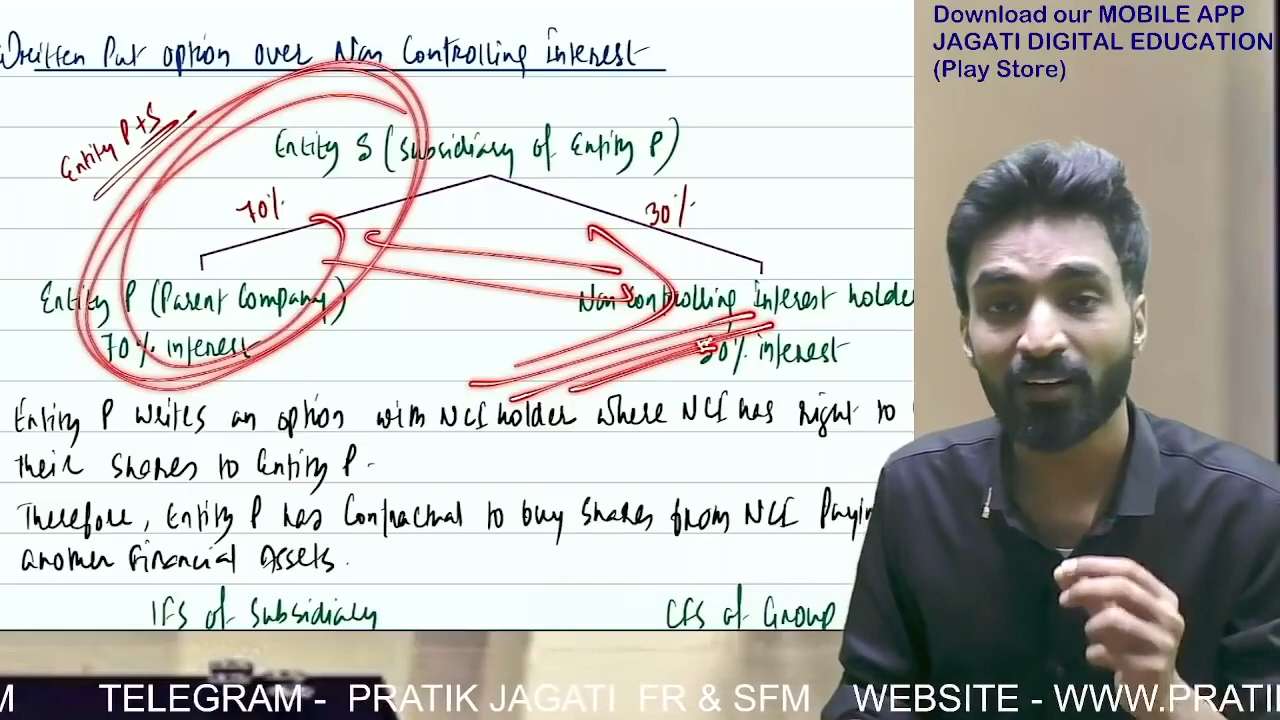 Download our MOBILE APP
JAGATI DIGITAL EDUCATION
(Play Store)
Written Put option over Non Controlling interest
Entity P+S
Entity S (subsidiary of Entity P)
70% 30%
Entity P (Parent Company) Non Controlling interest holde
70% interest 30% interest
Entity P writes an option with NCI holder where NCI has right to
their shares to Entity P.
Therefore, Entity P has Contractual to buy shares from NCI Payin
another financial Assets.
IFS of Subsidiary CFS of Group
M TELEGRAM - PRATIK JAGATI FR & SFM WEBSITE - WWW.PRATI